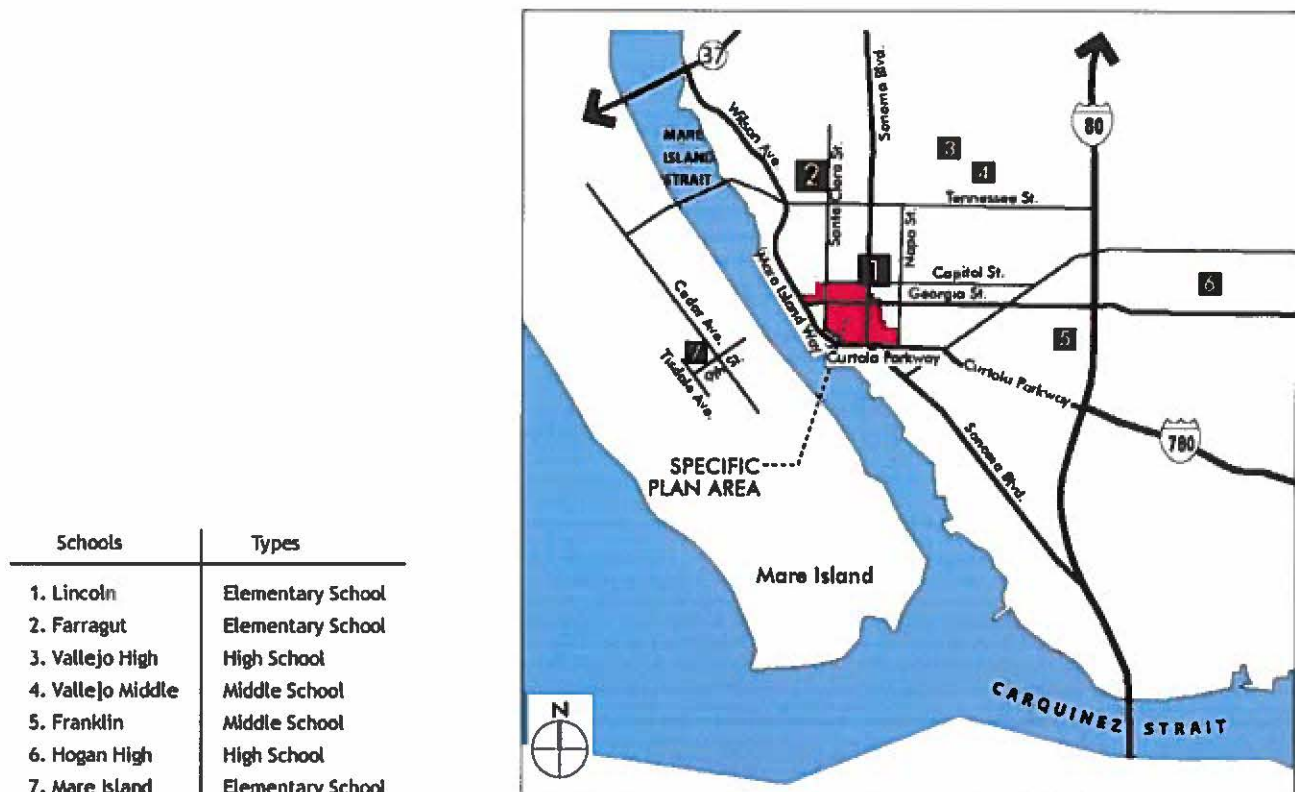 Schools Types
1. Lincoln Elementary School
2. Farragut Elementary School
3. Vallejo High High School
4. Vallejo Middle Middle School
5. Franklin Middle School
6. Hogan High High School
7. Mare Island Elementary School
37
Sonoma Blvd.
80
Wilson Ave.
MARE
ISLAND
STRAIT
2
Santa Clara St.
3
4
Tennessee St.
Napa St.
1
Capitol St.
6
Georgia St.
Mare Island Way
5
Cedar Ave.
7
Tisdale Ave.
Curtola Parkway
Curtola Parkway
780
Sonoma Blvd.
SPECIFIC
PLAN AREA
Mare Island
N
CARQUINEZ STRAIT